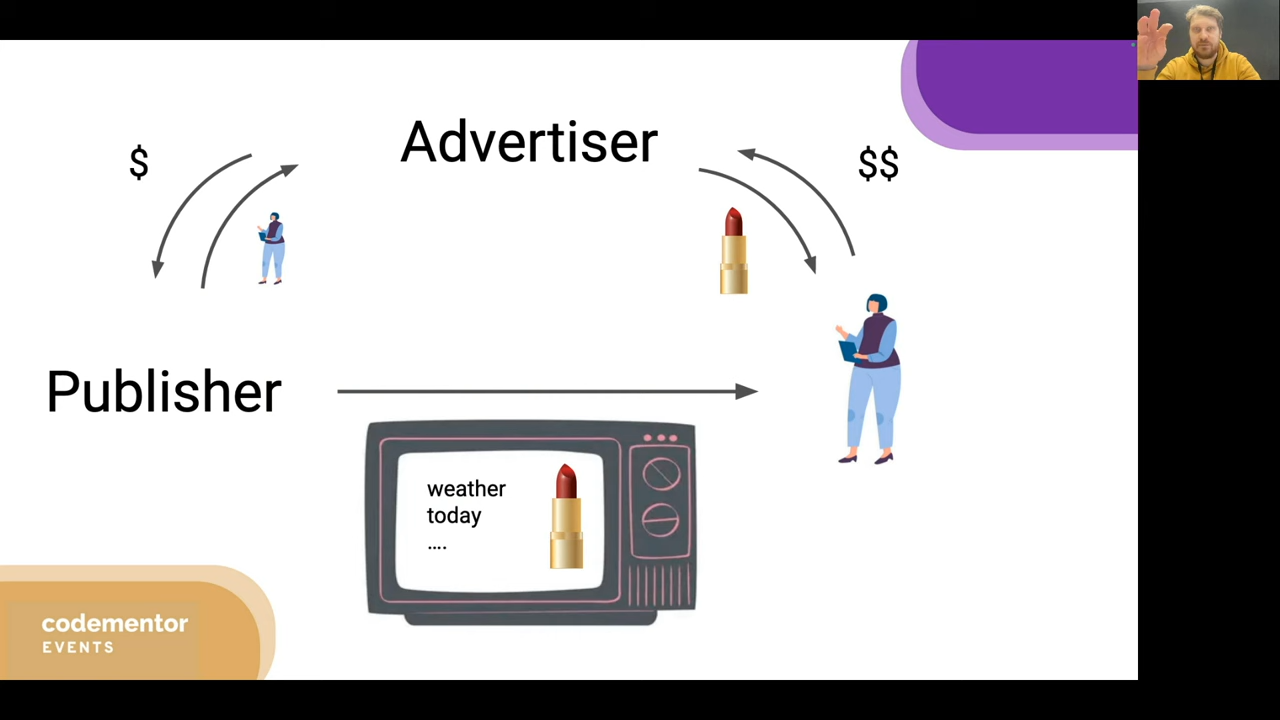 Advertiser
$
$$
Publisher
weather
today
....
codementor
EVENTS